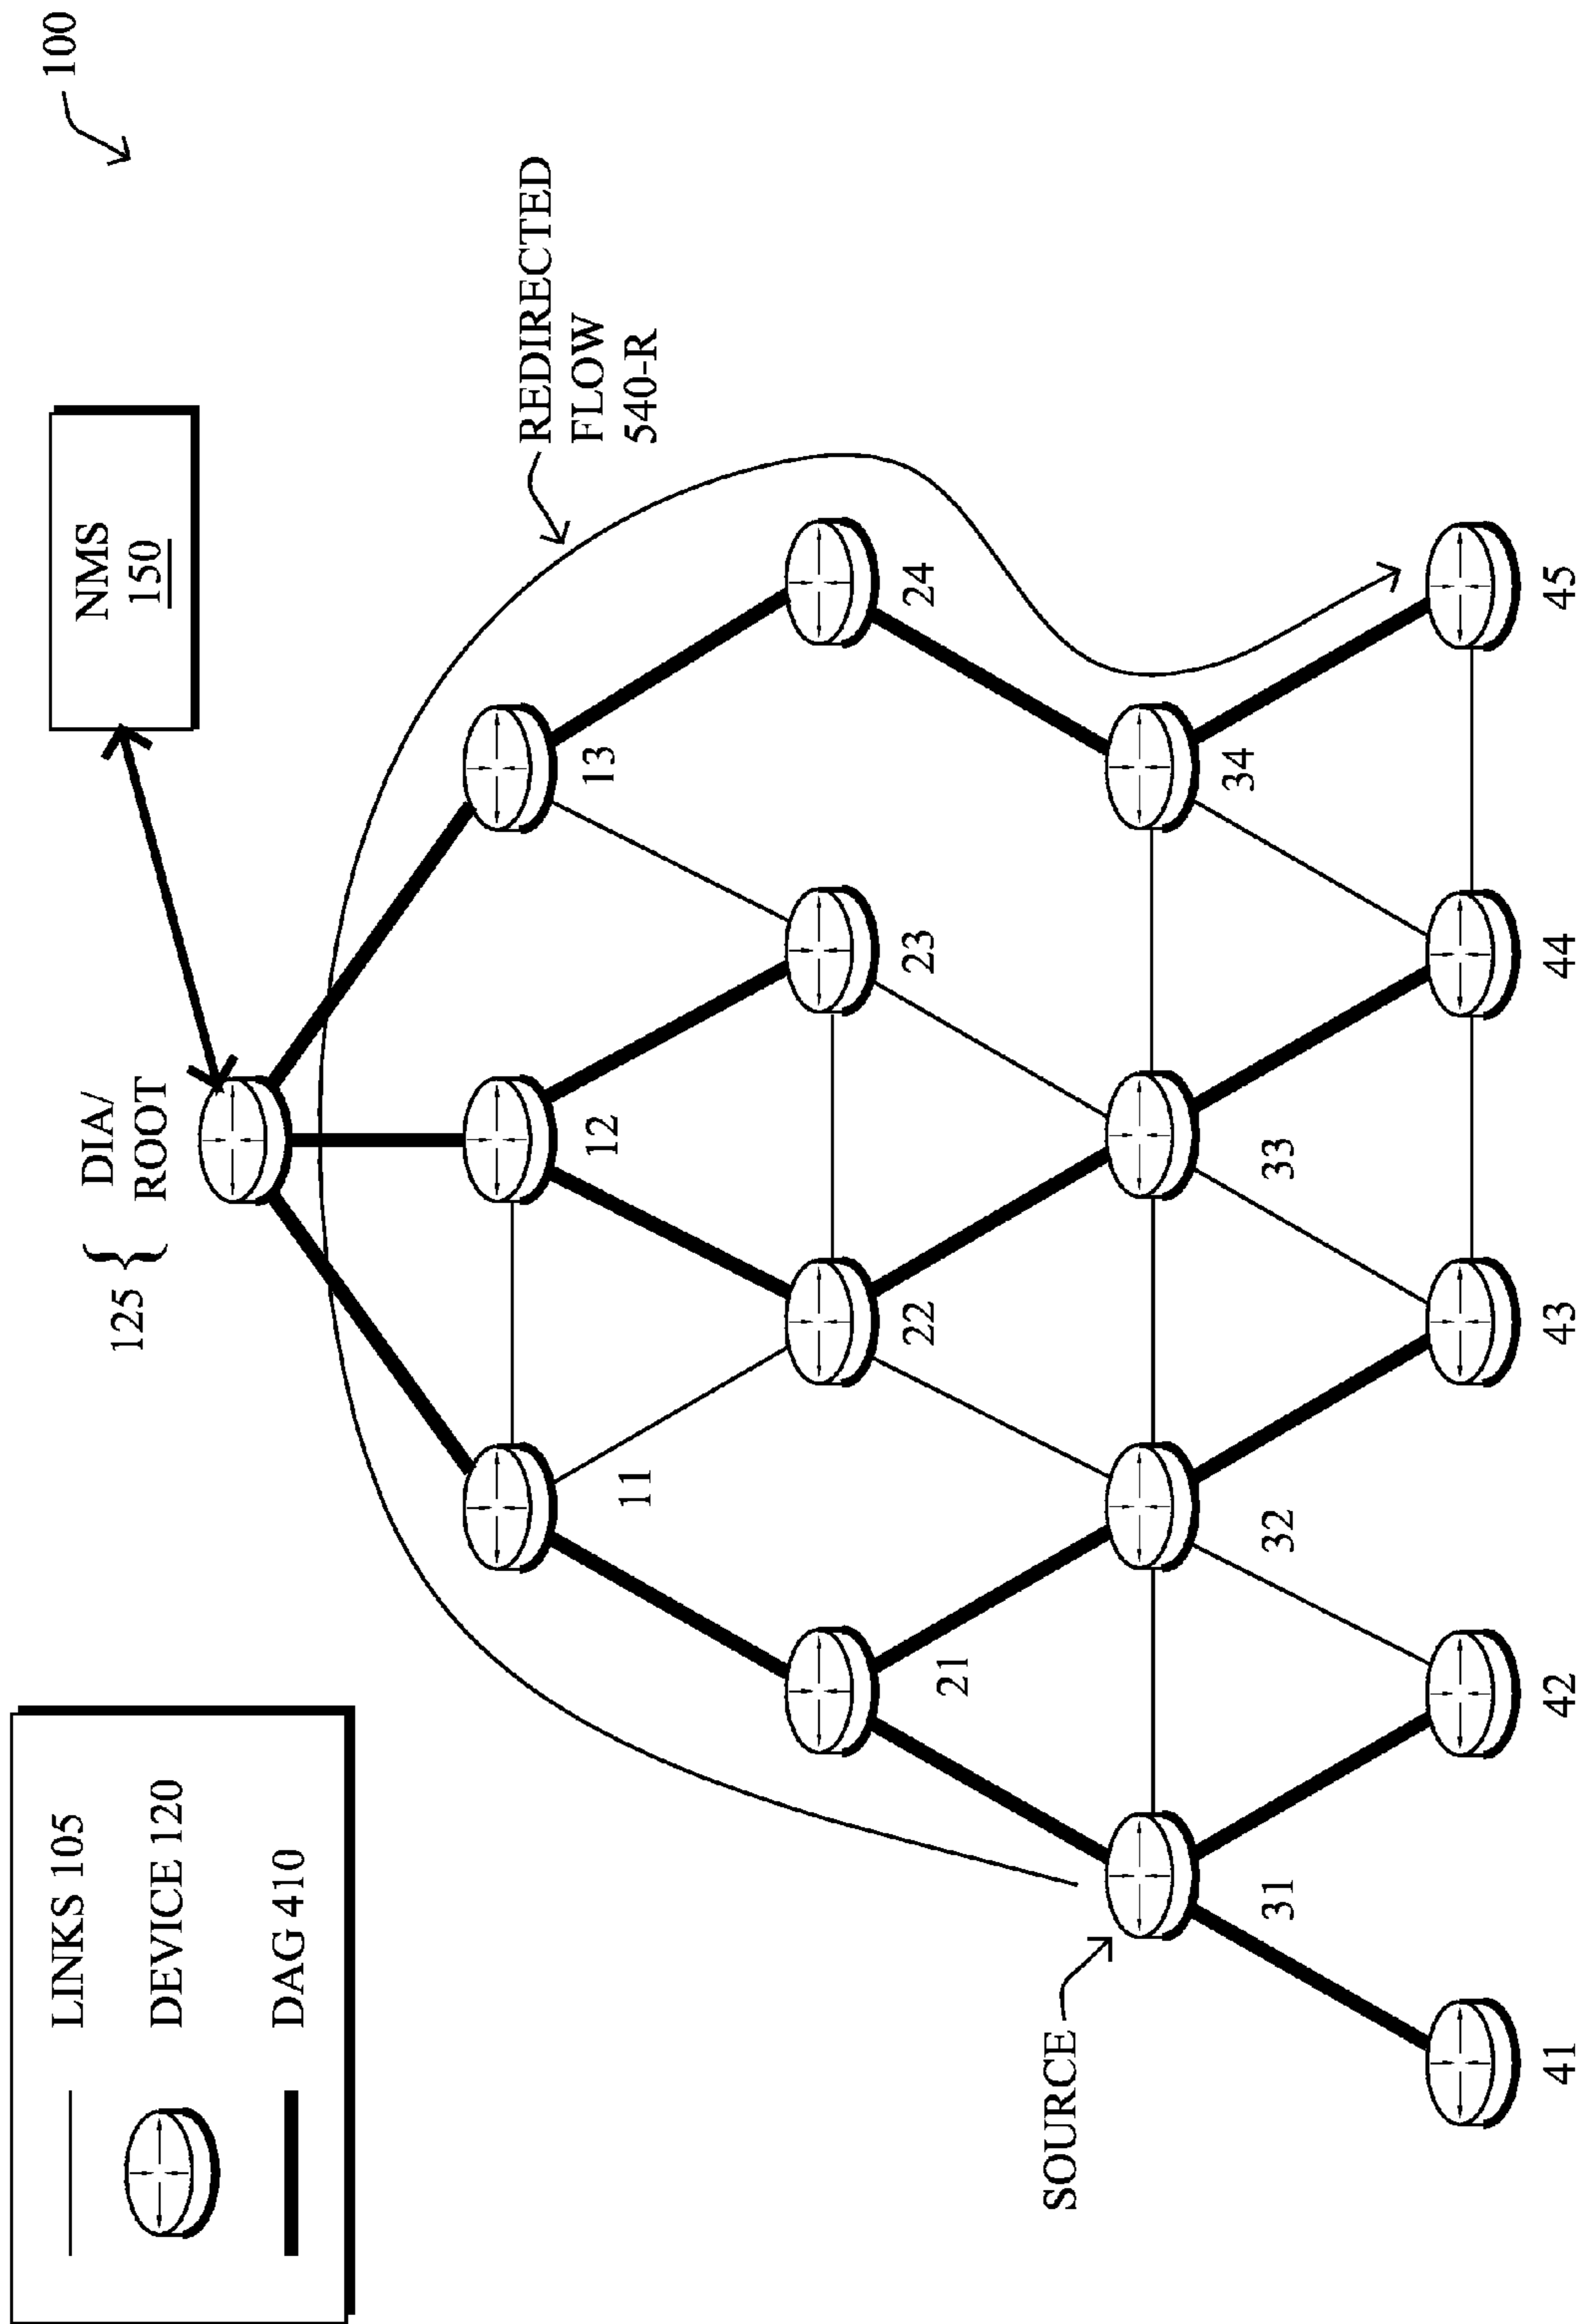 LINKS 105
DEVICE 120
DAG 410
100
NMS
150
125 { DIA/
ROOT
REDIRECTED
FLOW
540-R
11
12
13
21
22
23
24
SOURCE
31
32
33
34
41
42
43
44
45